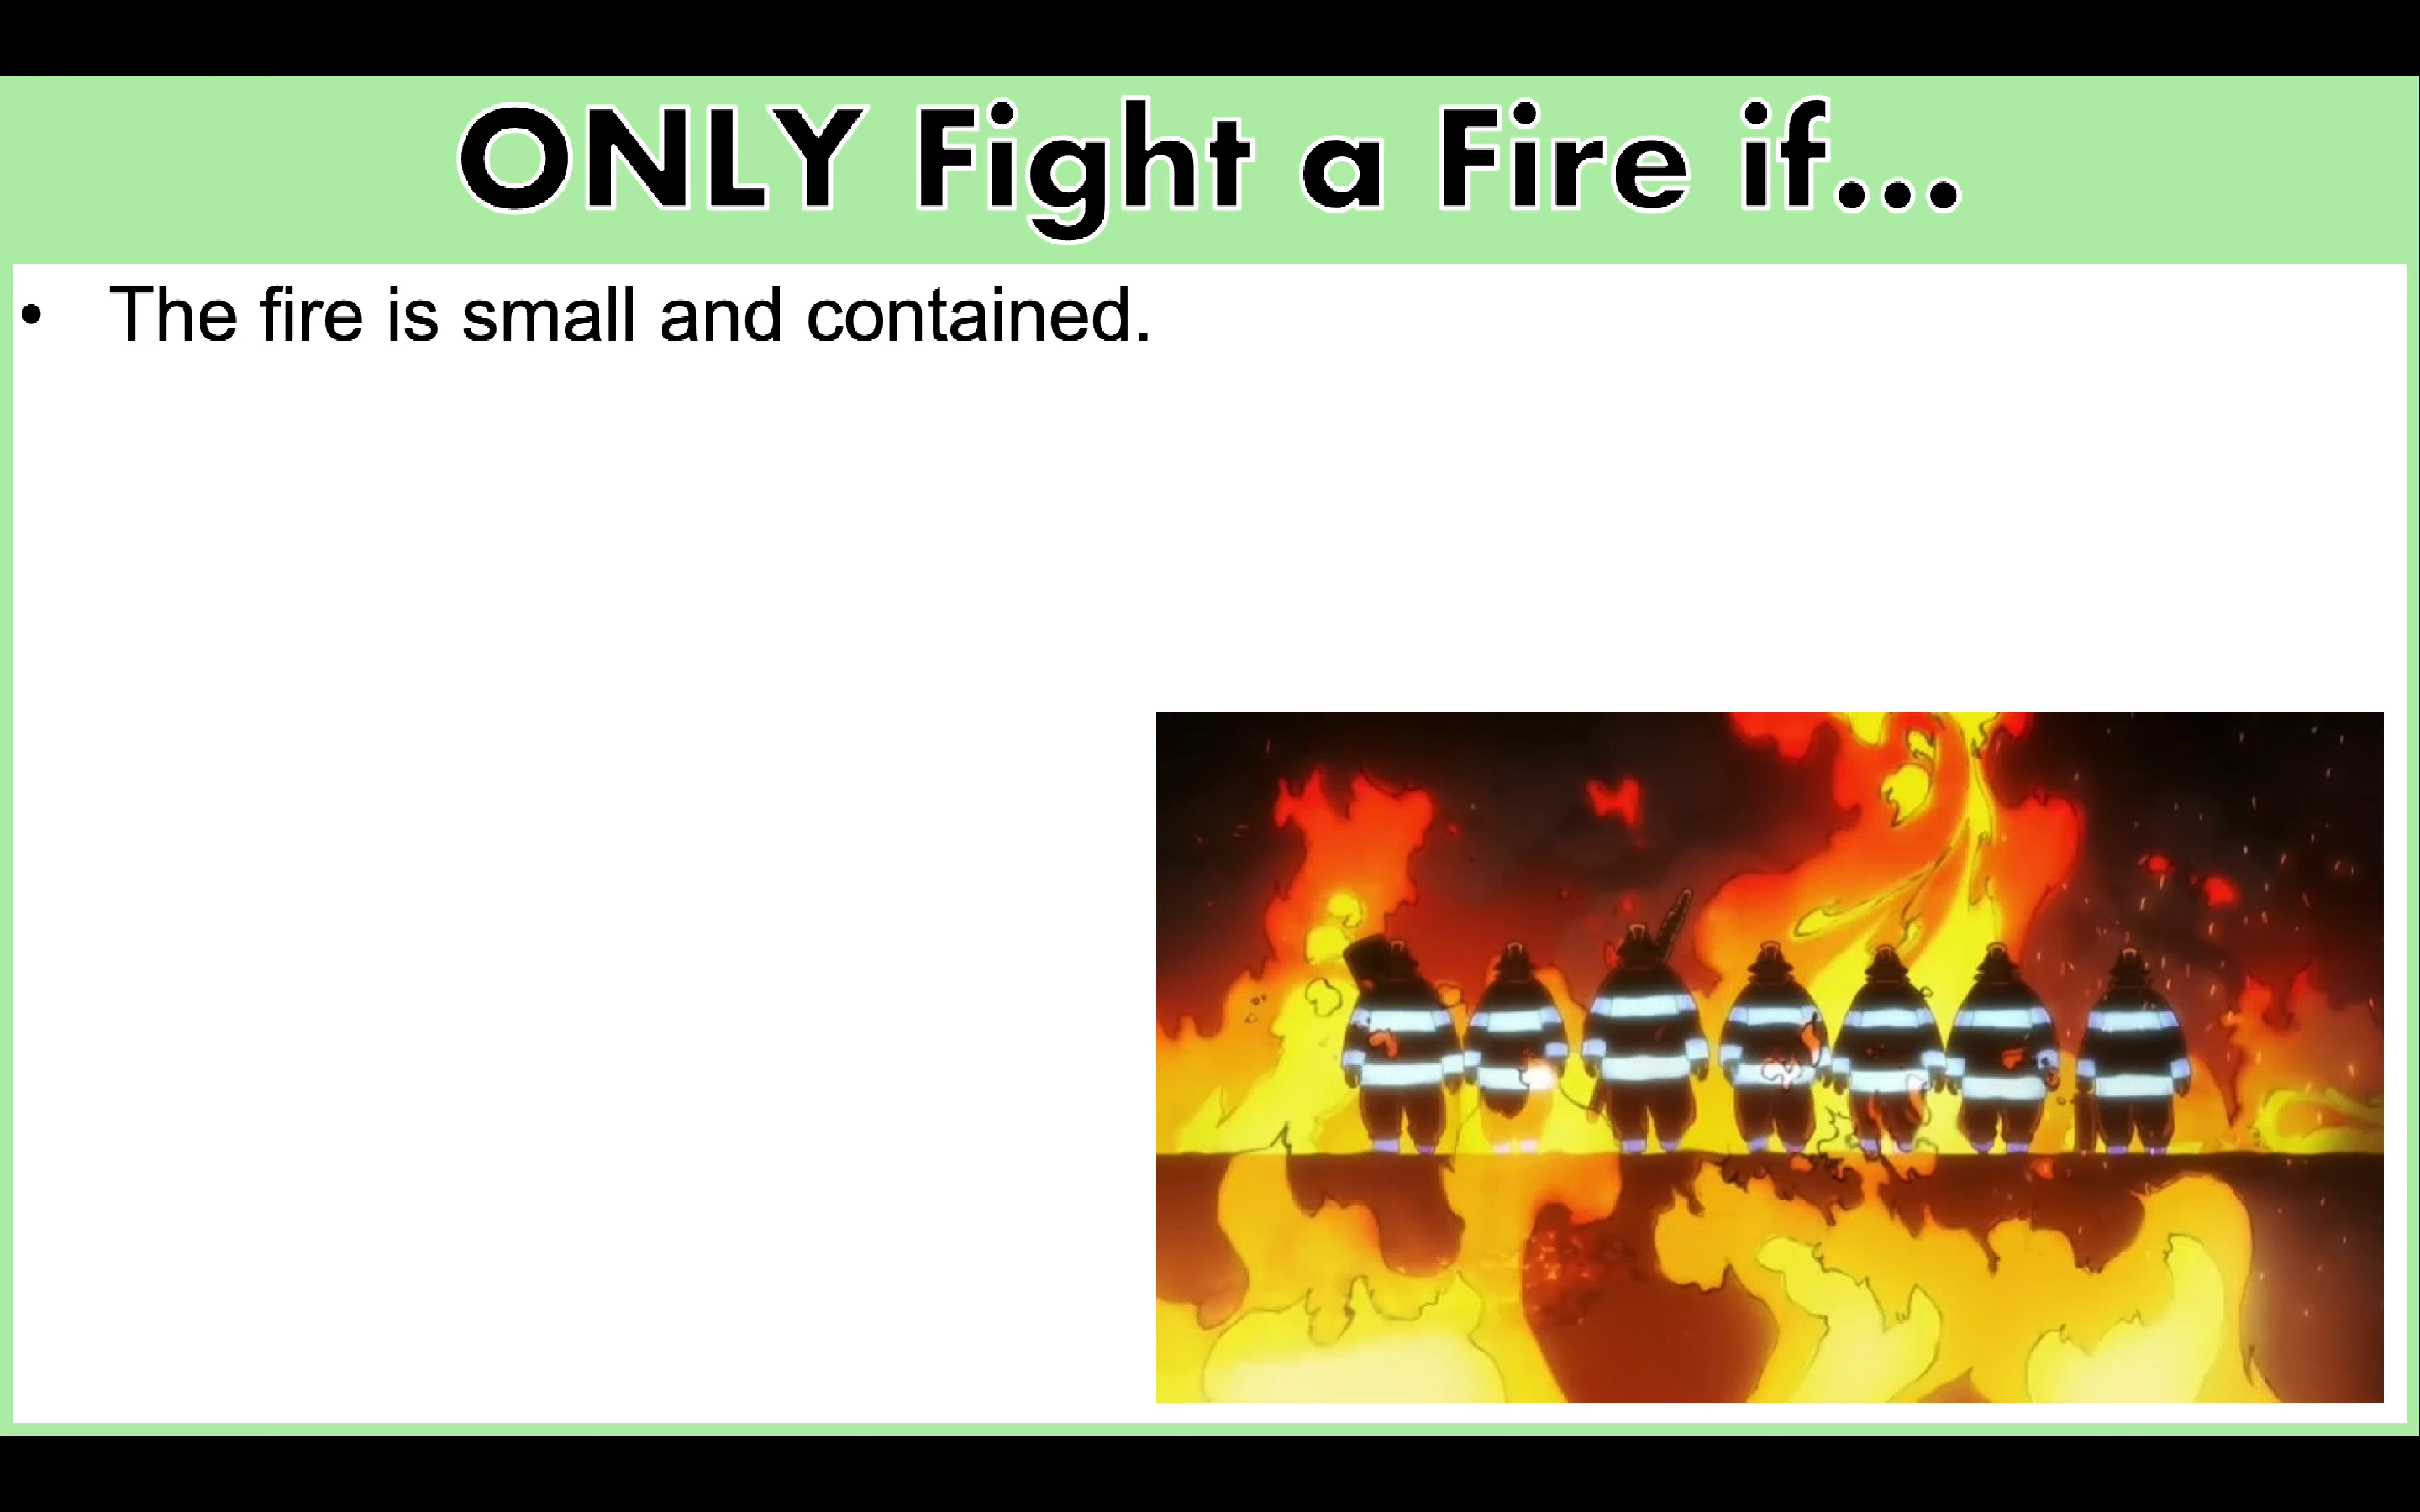 ONLY Fight a Fire if...
• The fire is small and contained.